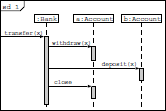 sd 1
:Bank a:Account b:Account
transfer(x)
withdraw(x)
deposit(x)
close